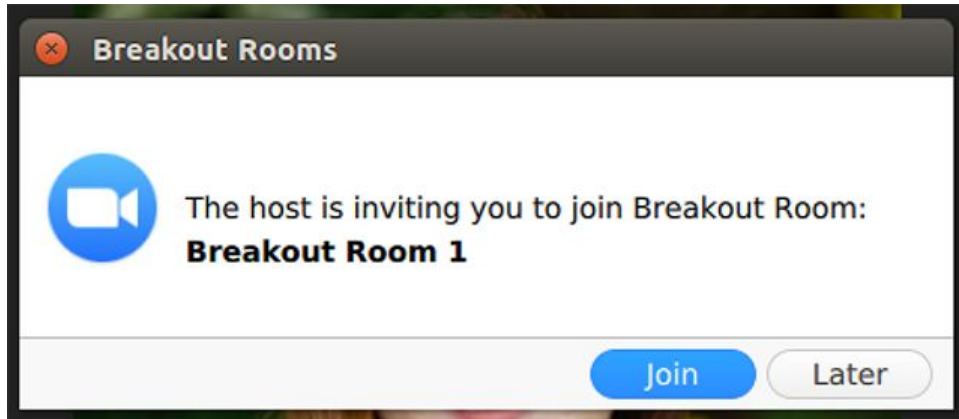 Breakout Rooms
The host is inviting you to join Breakout Room:
Breakout Room 1
Join
Later